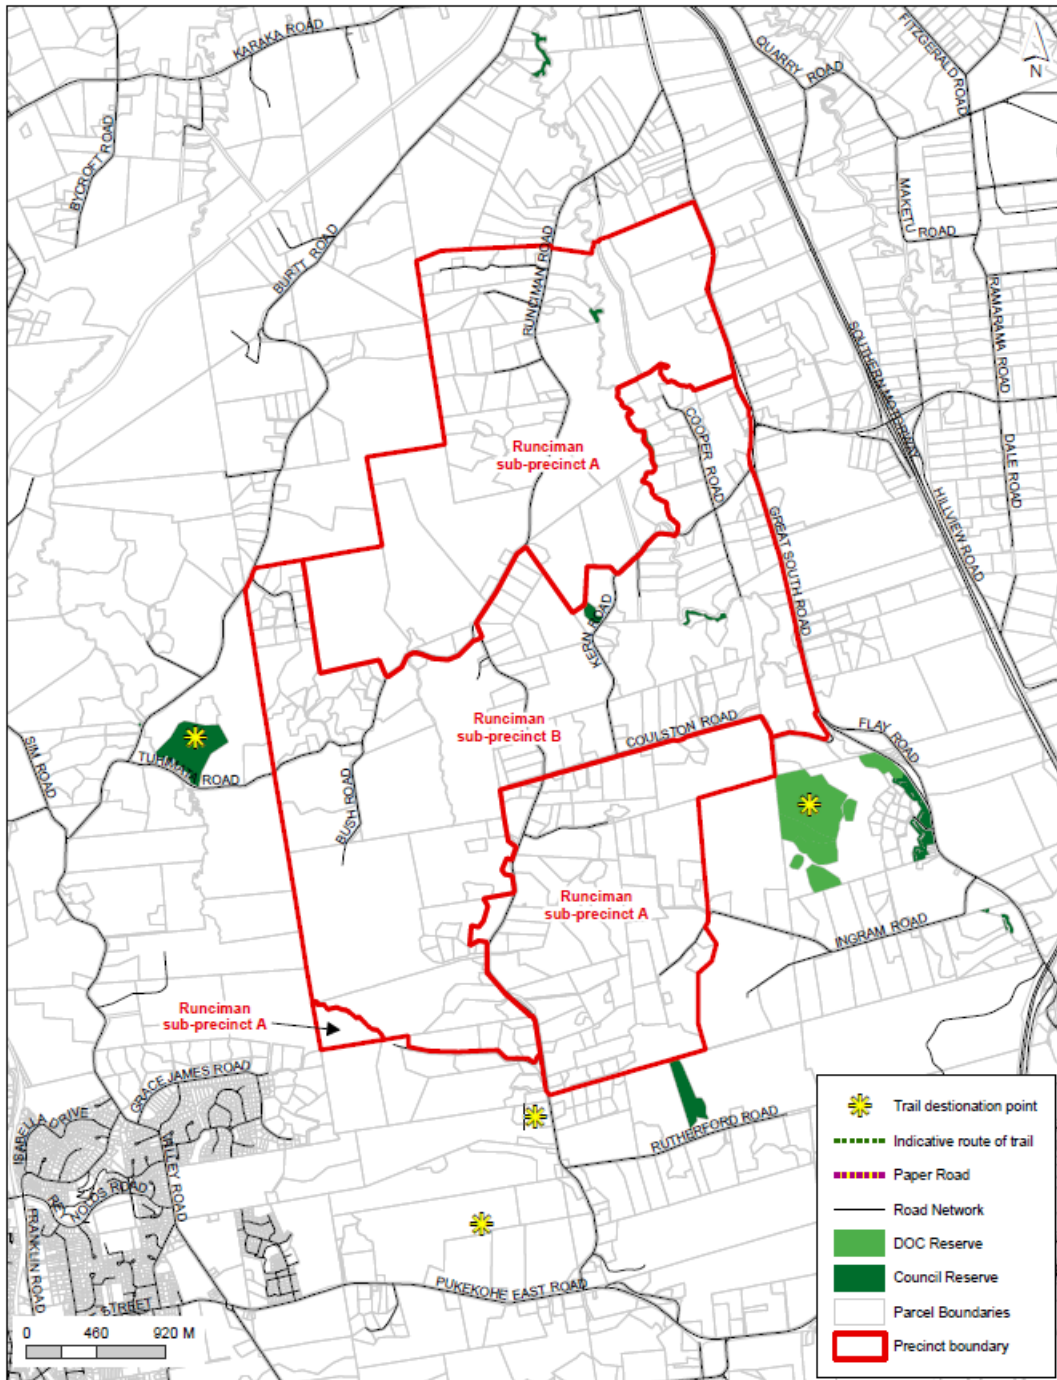 KARAKA ROAD
QUARRY ROAD
FITZGERALD ROAD
N
BYCROFT ROAD
MAKETU ROAD
BURTT ROAD
RUNCIMAN ROAD
RAMARAMA ROAD
SOUTHERN MOTORWAY
Runciman
sub-precinct A
COOPER ROAD
DALE ROAD
HILLVIEW ROAD
GREAT SOUTH ROAD
KERN ROAD
Runciman
sub-precinct B
COULSTON ROAD
FLAY ROAD
SIM ROAD
ROAD
BUSH ROAD
Runciman
sub-precinct A
INGRAM ROAD
Runciman
sub-precinct A
GRACE JAMES ROAD
ISABELLA DRIVE
VALLEY ROAD
REYNOLDS ROAD
FRANKLIN ROAD
STREET
RUTHERFORD ROAD
PUKEKOHE EAST ROAD
0 460 920 M
Trail destionation point
Indicative route of trail
Paper Road
Road Network
DOC Reserve
Council Reserve
Parcel Boundaries
Precinct boundary